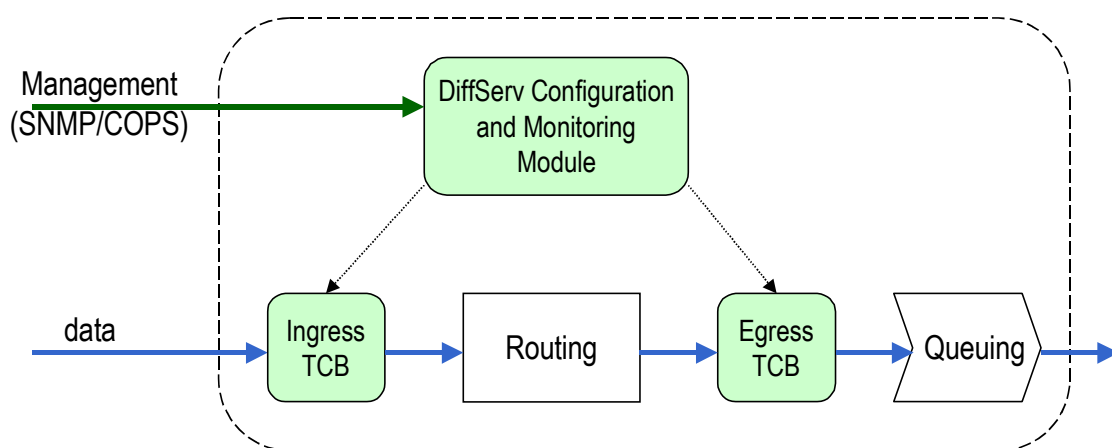 Management
(SNMP/COPS)
DiffServ Configuration
and Monitoring
Module
data
Ingress
TCB
Routing
Egress
TCB
Queuing